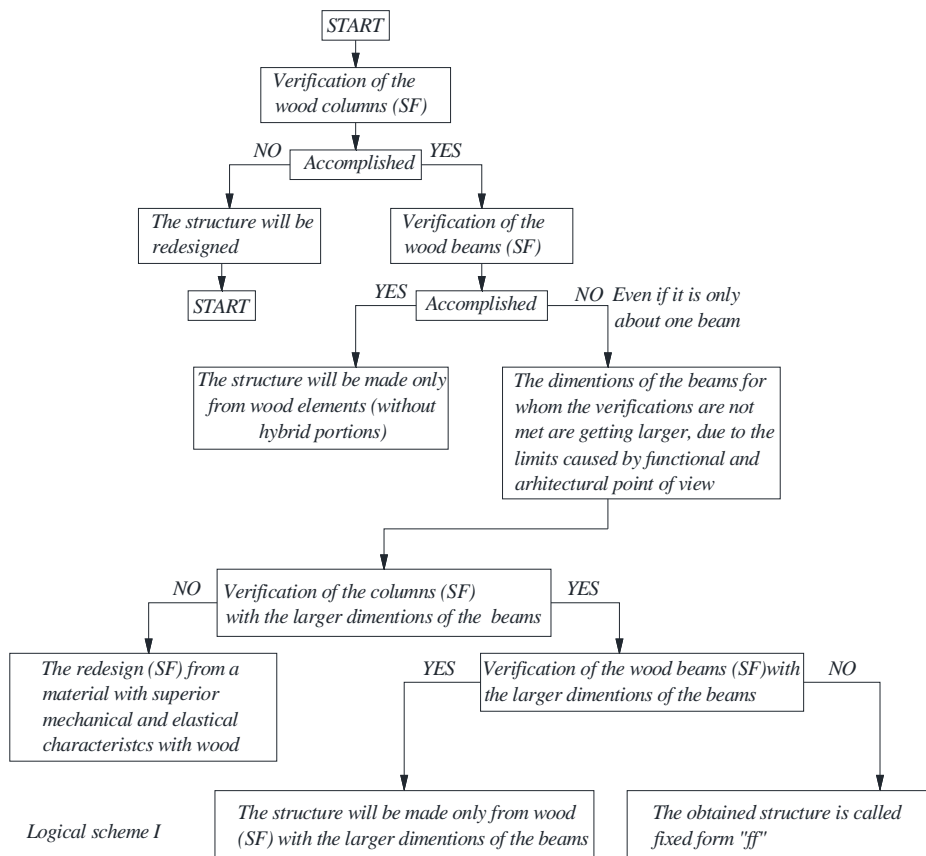 START
Verification of the
wood columns (SF)
NO
Accomplished
YES
The structure will be
redesigned
Verification of the
wood beams (SF)
START
YES
Accomplished
NO Even if it is only
about one beam
The structure will be made only
from wood elements (without
hybrid portions)
The dimentions of the beams for
whom the verifications are not
met are getting larger, due to the
limits caused by functional and
arhitectural point of view
NO
Verification of the columns (SF)
with the larger dimentions of the beams
YES
The redesign (SF) from a
material with superior
mechanical and elastical
characteristcs with wood
YES
Verification of the wood beams (SF)with
the larger dimentions of the beams
NO
The structure will be made only from wood
(SF) with the larger dimentions of the beams
The obtained structure is called
fixed form "ff"
Logical scheme I